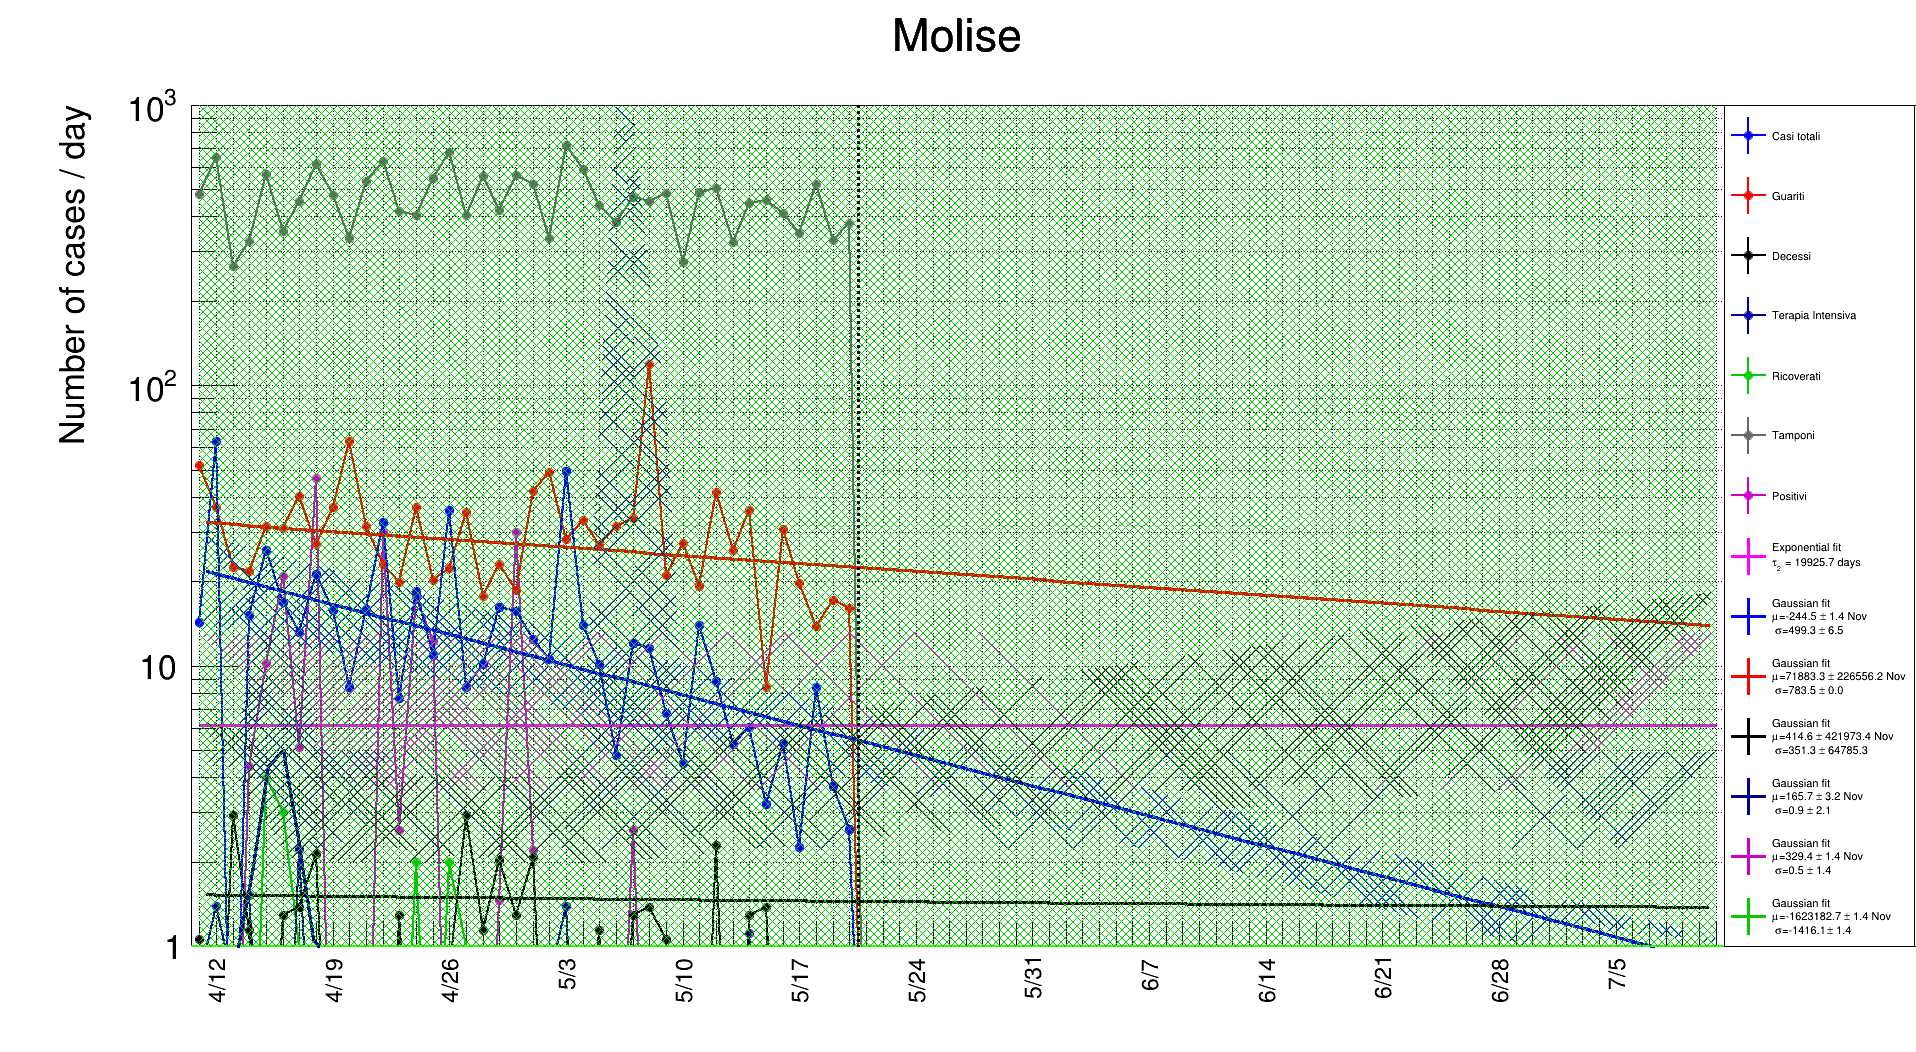 Molise
Number of cases / day
10³
10²
10
1
4/12
4/19
4/26
5/3
5/10
5/17
5/24
5/31
6/7
6/14
6/21
6/28
7/5
Casi totali
Guariti
Decessi
Terapia Intensiva
Ricoverati
Tamponi
Positivi
Exponential fit
τ₂ = 19925.7 days
Gaussian fit
μ=-244.5 ± 1.4 Nov
σ=499.3 ± 6.5
Gaussian fit
μ=71883.3 ± 226556.2 Nov
σ=783.5 ± 0.0
Gaussian fit
μ=414.6 ± 421973.4 Nov
σ=351.3 ± 64785.3
Gaussian fit
μ=165.7 ± 3.2 Nov
σ=0.9 ± 2.1
Gaussian fit
μ=329.4 ± 1.4 Nov
σ=0.5 ± 1.4
Gaussian fit
μ=-1623182.7 ± 1.4 Nov
σ=-1416.1 ± 1.4